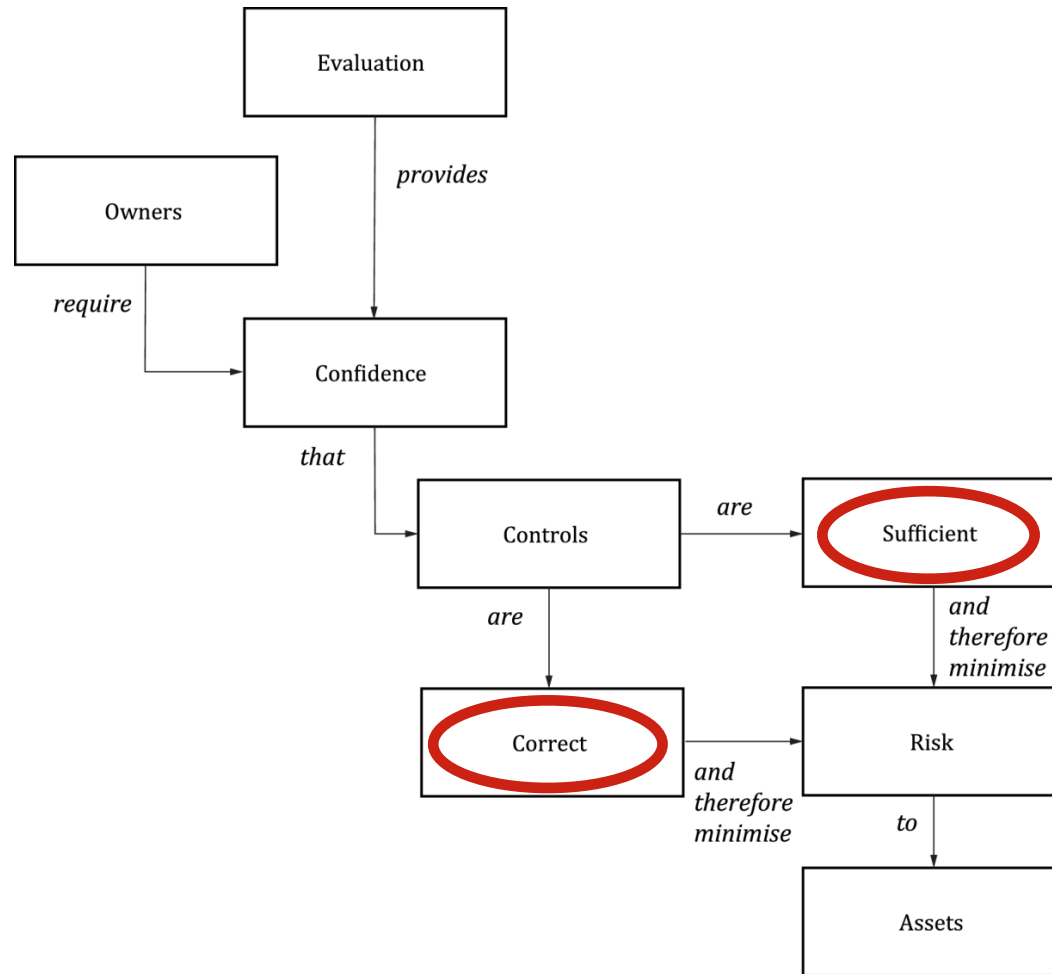 Evaluation
provides
Owners
require
Confidence
that
Controls
are
Sufficient
are
and
therefore
minimise
Correct
and
therefore
minimise
Risk
to
Assets